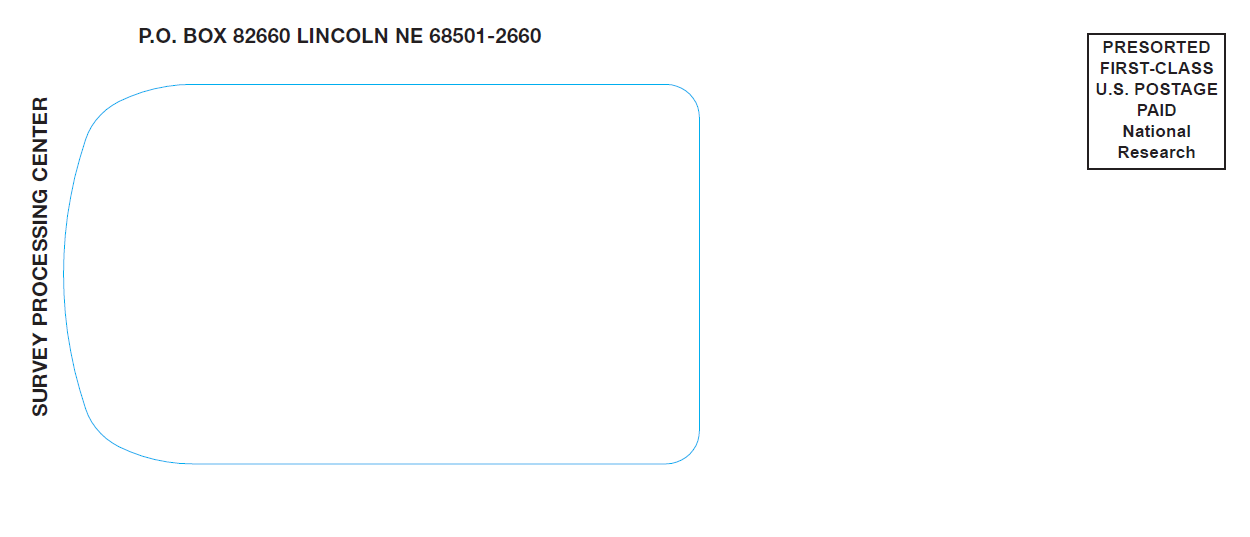 P.O. BOX 82660 LINCOLN NE 68501-2660
SURVEY PROCESSING CENTER
PRESORTED
FIRST-CLASS
U.S. POSTAGE
PAID
National
Research